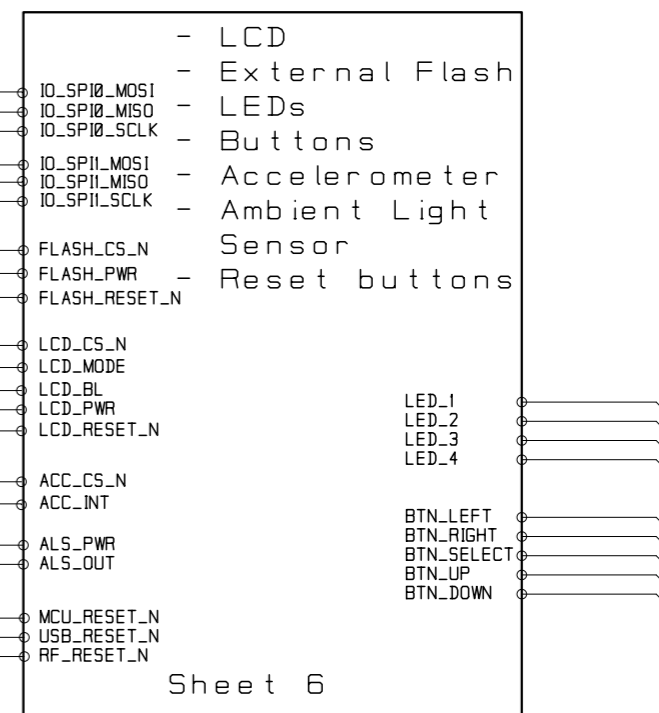 - LCD
- External Flash
- LEDs
- Buttons
- Accelerometer
- Ambient Light
Sensor
- Reset buttons
IO_SPI0_MOSI
IO_SPI0_MISO
IO_SPI0_SCLK
IO_SPI1_MOSI
IO_SPI1_MISO
IO_SPI1_SCLK
FLASH_CS_N
FLASH_PWR
FLASH_RESET_N
LCD_CS_N
LCD_MODE
LCD_BL
LCD_PWR
LCD_RESET_N
ACC_CS_N
ACC_INT
ALS_PWR
ALS_OUT
MCU_RESET_N
USB_RESET_N
RF_RESET_N
LED_1
LED_2
LED_3
LED_4
BTN_LEFT
BTN_RIGHT
BTN_SELECT
BTN_UP
BTN_DOWN
Sheet 6